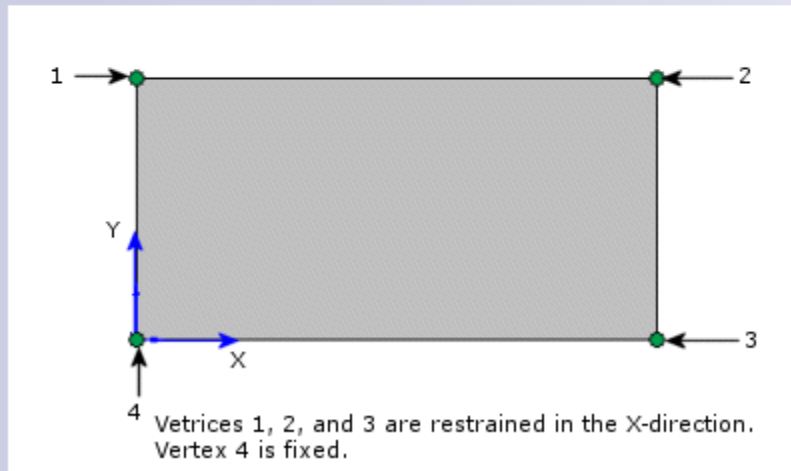 1
2
Y
X
3
4
Vetrices 1, 2, and 3 are restrained in the X-direction.
Vertex 4 is fixed.